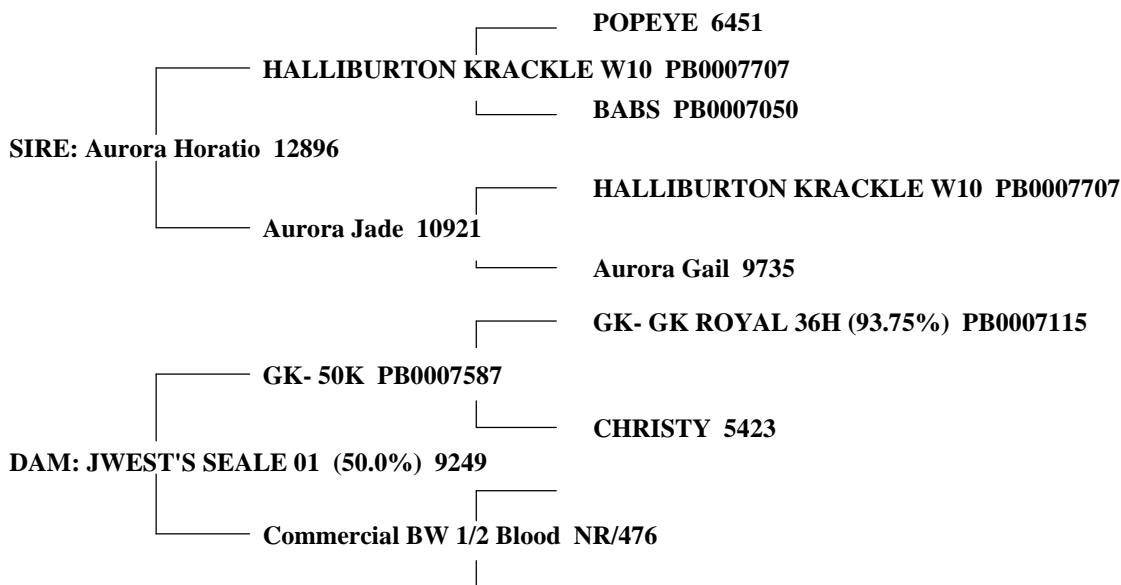 POPEYE 6451
HALLIBURTON KRACKLE W10 PB0007707
BABS PB0007050
SIRE: Aurora Horatio 12896
HALLIBURTON KRACKLE W10 PB0007707
Aurora Jade 10921
Aurora Gail 9735
GK- GK ROYAL 36H (93.75%) PB0007115
GK- 50K PB0007587
CHRISTY 5423
DAM: JWEST'S SEALE 01 (50.0%) 9249
Commercial BW 1/2 Blood NR/476